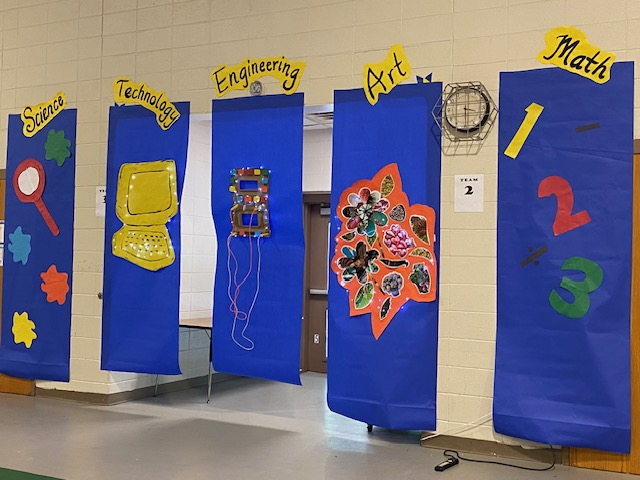 Science
Technology
Engineering
Art
Math
TEAM
2
1
2
3